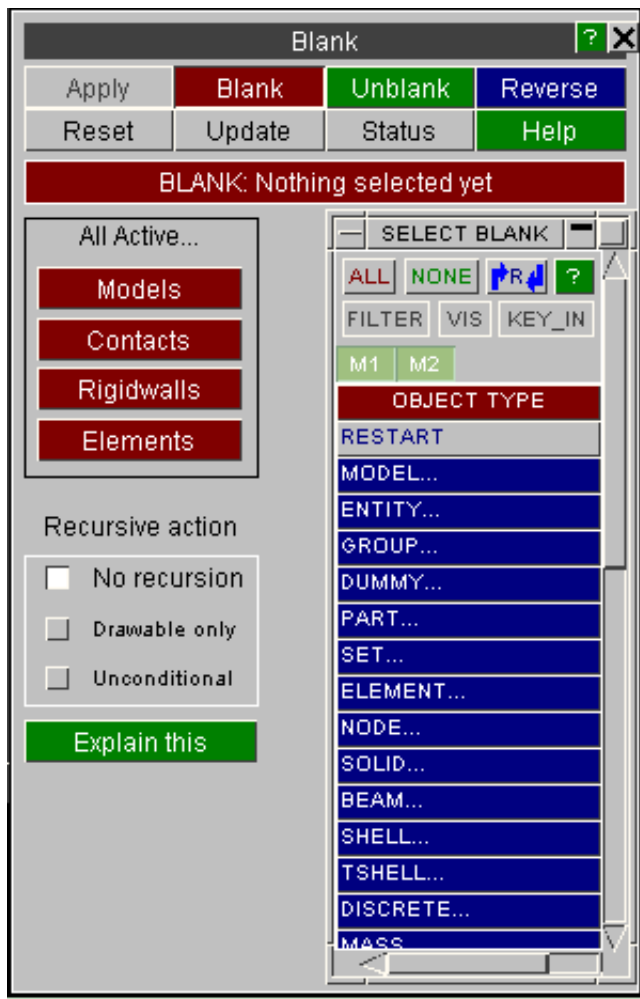 Blank ?
Apply Blank Unblank Reverse
Reset Update Status Help
BLANK: Nothing selected yet
All Active...
Models
Contacts
Rigidwalls
Elements
Recursive action
No recursion
Drawable only
Unconditional
Explain this
SELECT BLANK
ALL NONE R ?
FILTER VIS KEY_IN
M1 M2
OBJECT TYPE
RESTART
MODEL...
ENTITY...
GROUP...
DUMMY...
PART...
SET...
ELEMENT...
NODE...
SOLID...
BEAM...
SHELL...
TSHELL...
DISCRETE...
MASS